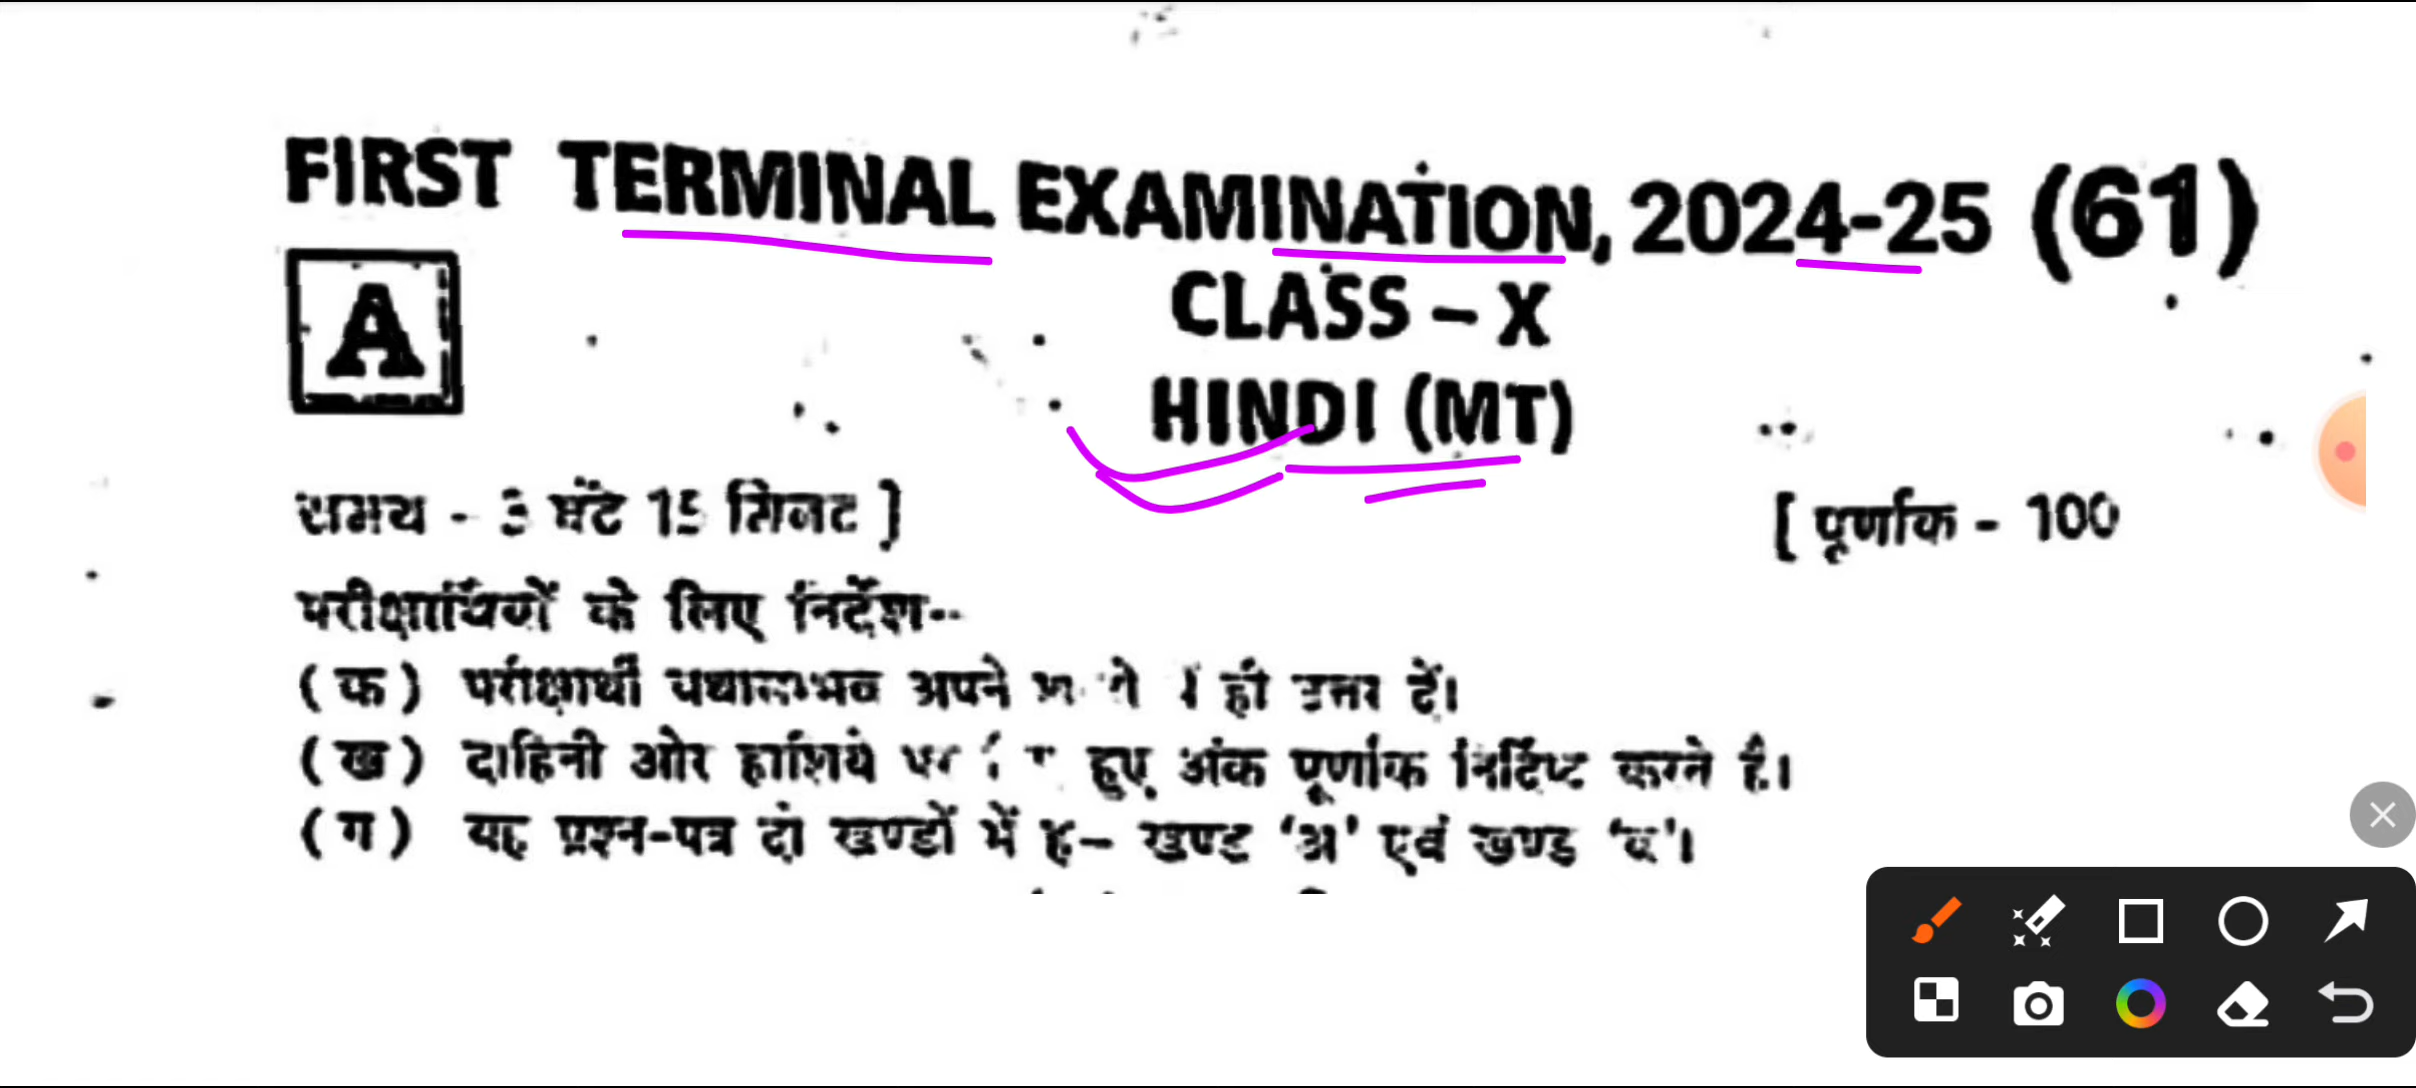 FIRST TERMINAL EXAMINATION, 2024-25 (61)
A
CLASS – X
HINDI (MT)
समय - 3 घंटे 15 मिनट ]
[ पूर्णांक - 100
परीक्षार्थियों के लिए निर्देश--
( क ) परीक्षार्थी यथासम्भव अपने ही उत्तर दें।
( ख ) दाहिनी ओर हाशिये पर हुए अंक पूर्णांक निर्दिष्ट करते हैं।
( ग ) यह प्रश्न-पत्र दो खण्डों में है– खण्ड 'अ' एवं खण्ड 'ब'।